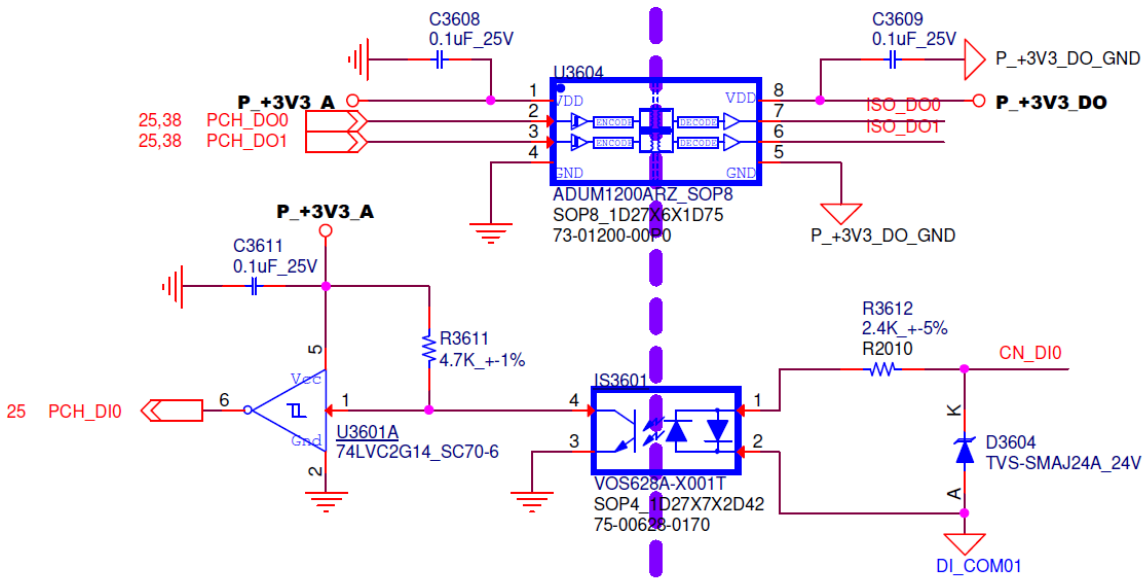 C3608
0.1uF_25V
C3609
0.1uF_25V
P_+3V3_DO_GND
U3604
P_+3V3_A
1
VDD
VDD
8
P_+3V3_DO
25,38 PCH_DO0
2
ENCODE
DECODE
7
ISO_DO0
25,38 PCH_DO1
3
ENCODE
DECODE
6
ISO_DO1
4
GND
GND
5
ADUM1200ARZ_SOP8
SOP8_1D27X6X1D75
73-01200-00P0
P_+3V3_DO_GND
P_+3V3_A
C3611
0.1uF_25V
R3611
4.7K_+-1%
R3612
2.4K_+-5%
R2010
CN_DI0
5
Vcc
IS3601
25 PCH_DI0
6
1
4
1
Gnd
2
U3601A
74LVC2G14_SC70-6
3
2
K
D3604
TVS-SMAJ24A_24V
A
VOS628A-X001T
SOP4_1D27X7X2D42
75-00628-0170
DI_COM01